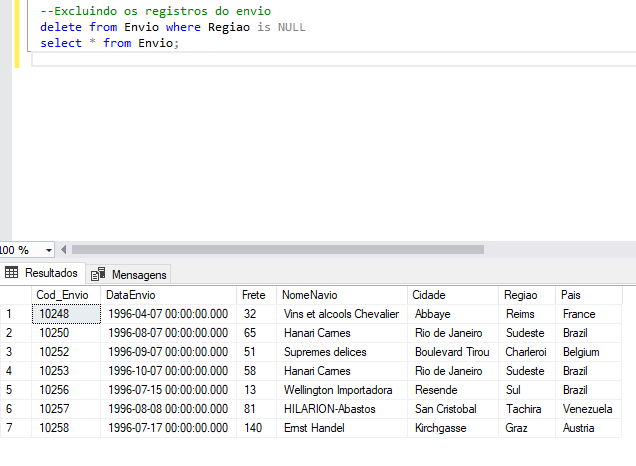 --Excluindo os registros do envio
delete from Envio where Regiao is NULL
select * from Envio;
100 %
Resultados Mensagens
Cod_Envio DataEnvio Frete NomeNavio Cidade Regiao Pais
1 10248 1996-04-07 00:00:00.000 32 Vins et alcools Chevalier Abbaye Reims France
2 10250 1996-08-07 00:00:00.000 65 Hanari Carnes Rio de Janeiro Sudeste Brazil
3 10252 1996-09-07 00:00:00.000 51 Supremes delices Boulevard Tirou Charleroi Belgium
4 10253 1996-10-07 00:00:00.000 58 Hanari Carnes Rio de Janeiro Sudeste Brazil
5 10256 1996-07-15 00:00:00.000 13 Wellington Importadora Resende Sul Brazil
6 10257 1996-08-08 00:00:00.000 81 HILARION-Abastos San Cristobal Tachira Venezuela
7 10258 1996-07-17 00:00:00.000 140 Ernst Handel Kirchgasse Graz Austria